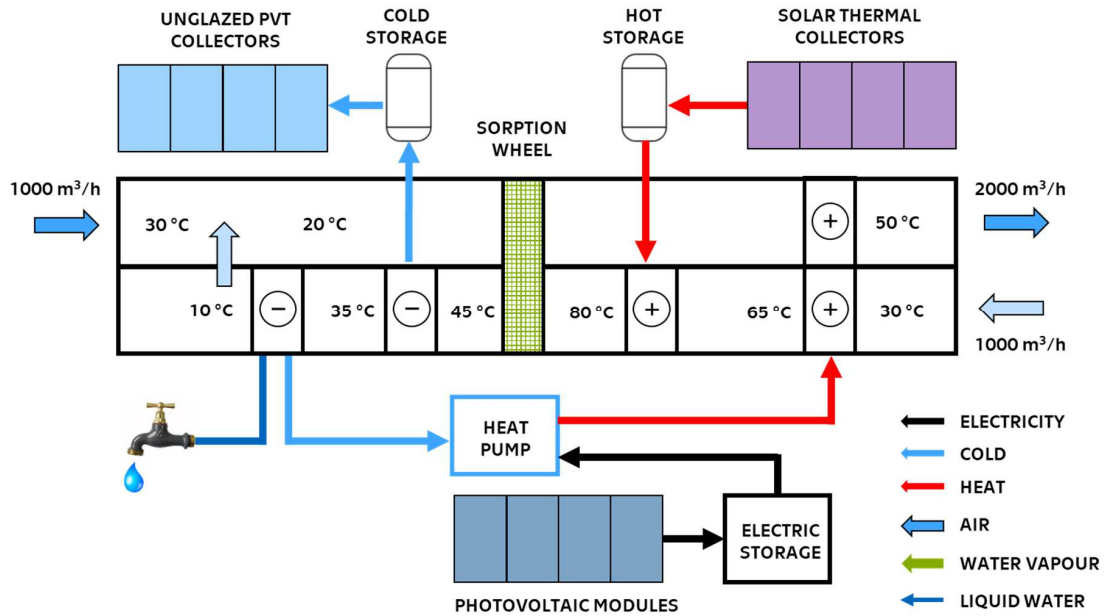 UNGLAZED PVT
COLLECTORS
COLD
STORAGE
HOT
STORAGE
SOLAR THERMAL
COLLECTORS
SORPTION
WHEEL
1000 m³/h
2000 m³/h
30 °C
20 °C
+
50 °C
10 °C
−
35 °C
−
45 °C
80 °C
+
65 °C
+
30 °C
1000 m³/h
HEAT
PUMP
ELECTRIC
STORAGE
PHOTOVOLTAIC MODULES
ELECTRICITY
COLD
HEAT
AIR
WATER VAPOUR
LIQUID WATER